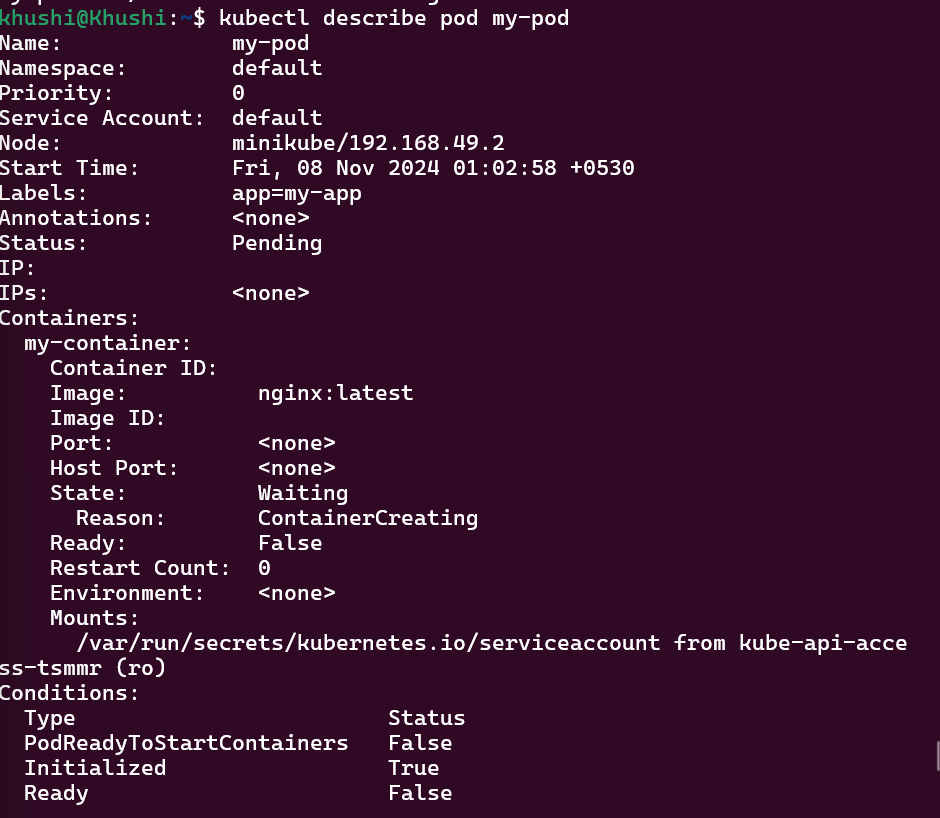 khushi@Khushi:~$ kubectl describe pod my-pod
Name:             my-pod
Namespace:        default
Priority:         0
Service Account:  default
Node:             minikube/192.168.49.2
Start Time:       Fri, 08 Nov 2024 01:02:58 +0530
Labels:           app=my-app
Annotations:      <none>
Status:           Pending
IP:
IPs:              <none>
Containers:
  my-container:
    Container ID:
    Image:          nginx:latest
    Image ID:
    Port:           <none>
    Host Port:      <none>
    State:          Waiting
      Reason:       ContainerCreating
    Ready:          False
    Restart Count:  0
    Environment:    <none>
    Mounts:
      /var/run/secrets/kubernetes.io/serviceaccount from kube-api-acce
ss-tsmmr (ro)
Conditions:
  Type                        Status
  PodReadyToStartContainers   False
  Initialized                 True
  Ready                       False